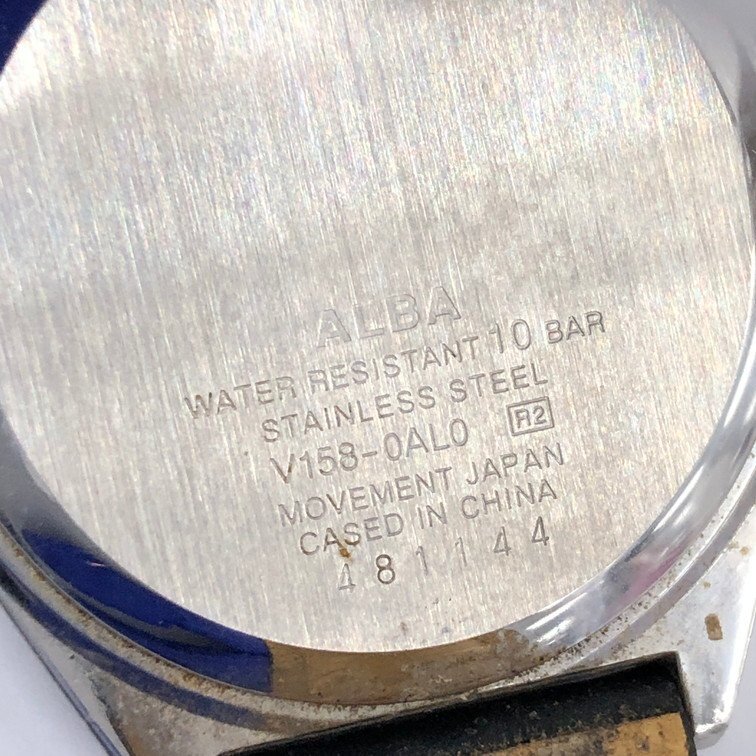 ALBA
WATER RESISTANT 10 BAR
STAINLESS STEEL
V158-0AL0 R2
MOVEMENT JAPAN
CASED IN CHINA
481144